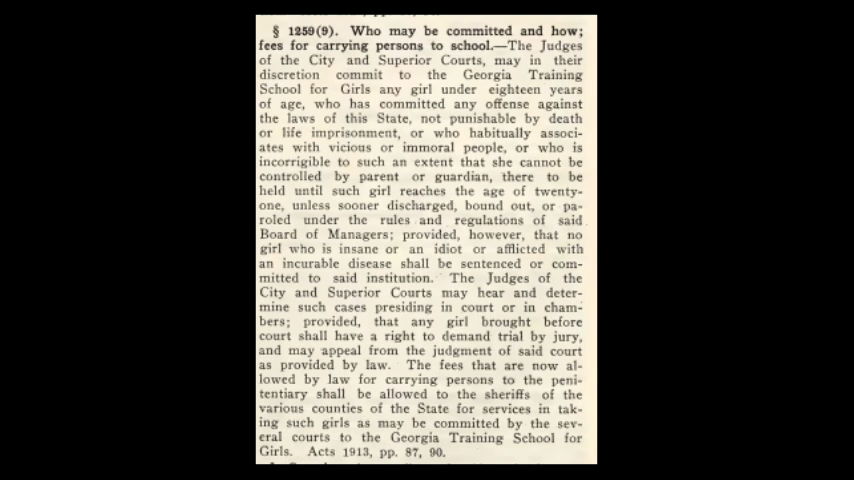 § 1259(9). Who may be committed and how;
fees for carrying persons to school.—The Judges
of the City and Superior Courts, may in their
discretion commit to the Georgia Training
School for Girls any girl under eighteen years
of age, who has committed any offense against
the laws of this State, not punishable by death
or life imprisonment, or who habitually associ-
ates with vicious or immoral people, or who is
incorrigible to such an extent that she cannot be
controlled by parent or guardian, there to be
held until such girl reaches the age of twenty-
one, unless sooner discharged, bound out, or pa-
roled under the rules and regulations of said
Board of Managers; provided, however, that no
girl who is insane or an idiot or afflicted with
an incurable disease shall be sentenced or com-
mitted to said institution. The Judges of the
City and Superior Courts may hear and deter-
mine such cases presiding in court or in cham-
bers; provided, that any girl brought before
court shall have a right to demand trial by jury,
and may appeal from the judgment of said court
as provided by law. The fees that are now al-
lowed by law for carrying persons to the peni-
tentiary shall be allowed to the sheriffs of the
various counties of the State for services in tak-
ing such girls as may be committed by the sev-
eral courts to the Georgia Training School for
Girls. Acts 1913, pp. 87, 90.